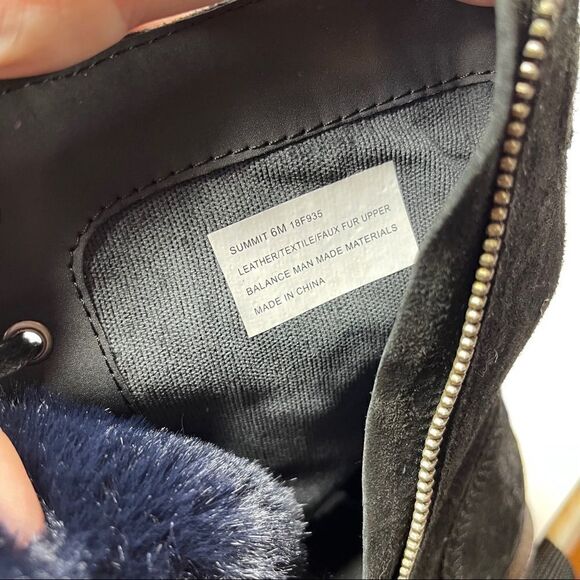 SUMMIT 6M 18F935
LEATHER/TEXTILE/FAUX FUR UPPER
BALANCE MAN MADE MATERIALS
MADE IN CHINA